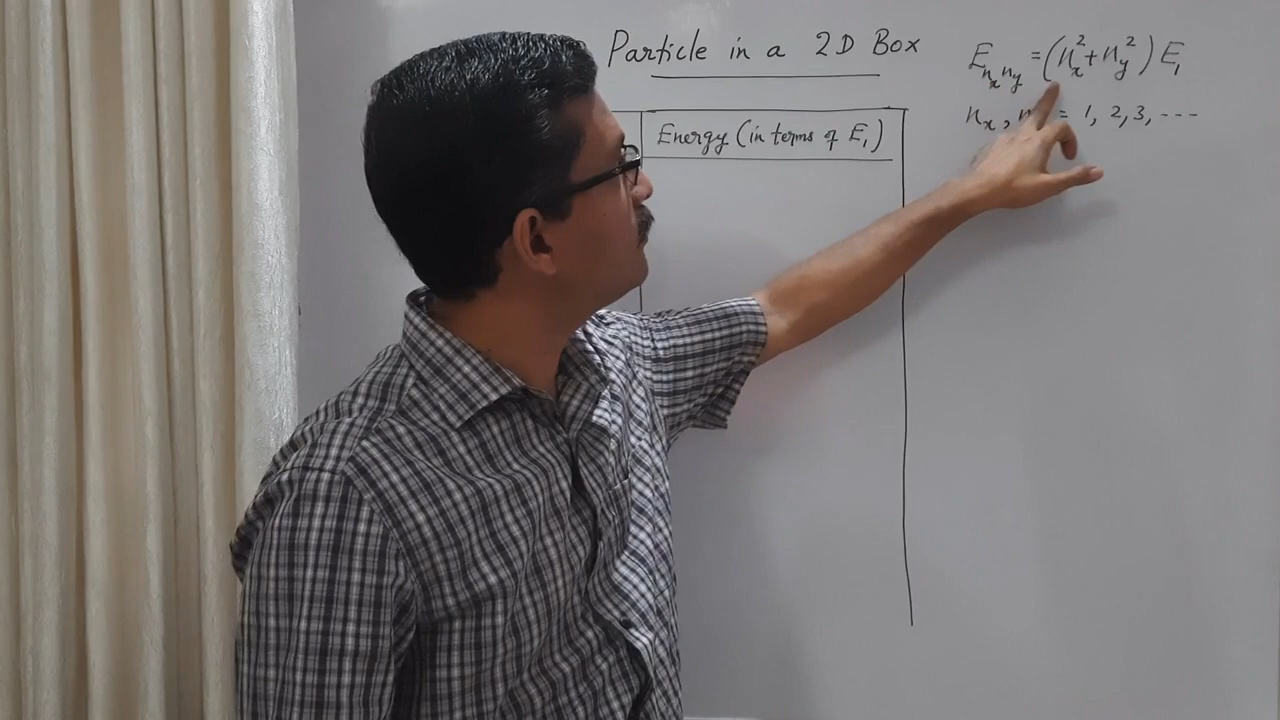 Particle in a 2D Box
E_{n_x n_y} = (n_x^2 + n_y^2) E_1
n_x, n = 1, 2, 3, ---
Energy (in terms of E_1)